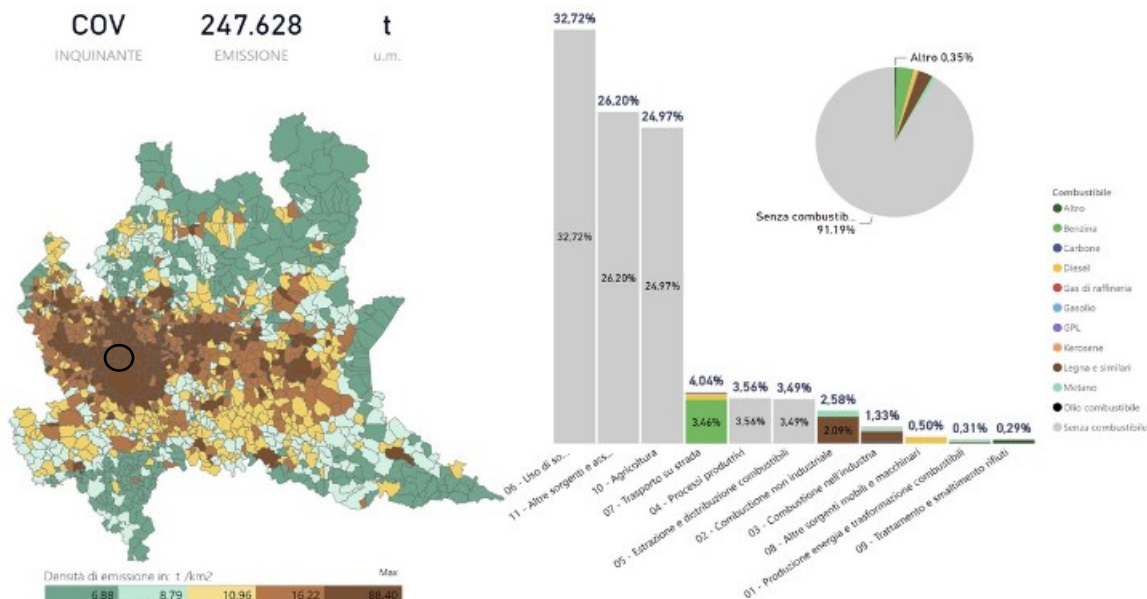 COV 247.628 t
INQUINANTE EMISSIONE u.m.
32,72%
26,20%
24,97%
32,72%
26,20%
24,97%
4,04%
3,46%
3,56%
3,56%
3,49%
3,49%
2,58%
2,09%
1,33%
0,50%
0,31%
0,29%
06 - Uso di so...
11 - Altre sorgenti e ass...
10 - Agricoltura
07 - Trasporto su strada
04 - Processi produttivi
05 - Estrazione e distribuzione combustibili
02 - Combustione non industriale
03 - Combustione nell'industria
08 - Altre sorgenti mobili e macchinari
01 - Produzione energia e trasformazione combustibili
09 - Trattamento e smaltimento rifiuti
Altro 0,35%
Senza combustib...
91,19%
Combustibile
Altro
Benzina
Carbone
Diesel
Gas di raffineria
Gasolio
GPL
Kerosene
Legna e similari
Metano
Olio combustibile
Senza combustibile
Densità di emissione in: t /km2 Max
6,88 8,79 10,96 16,22 88,40